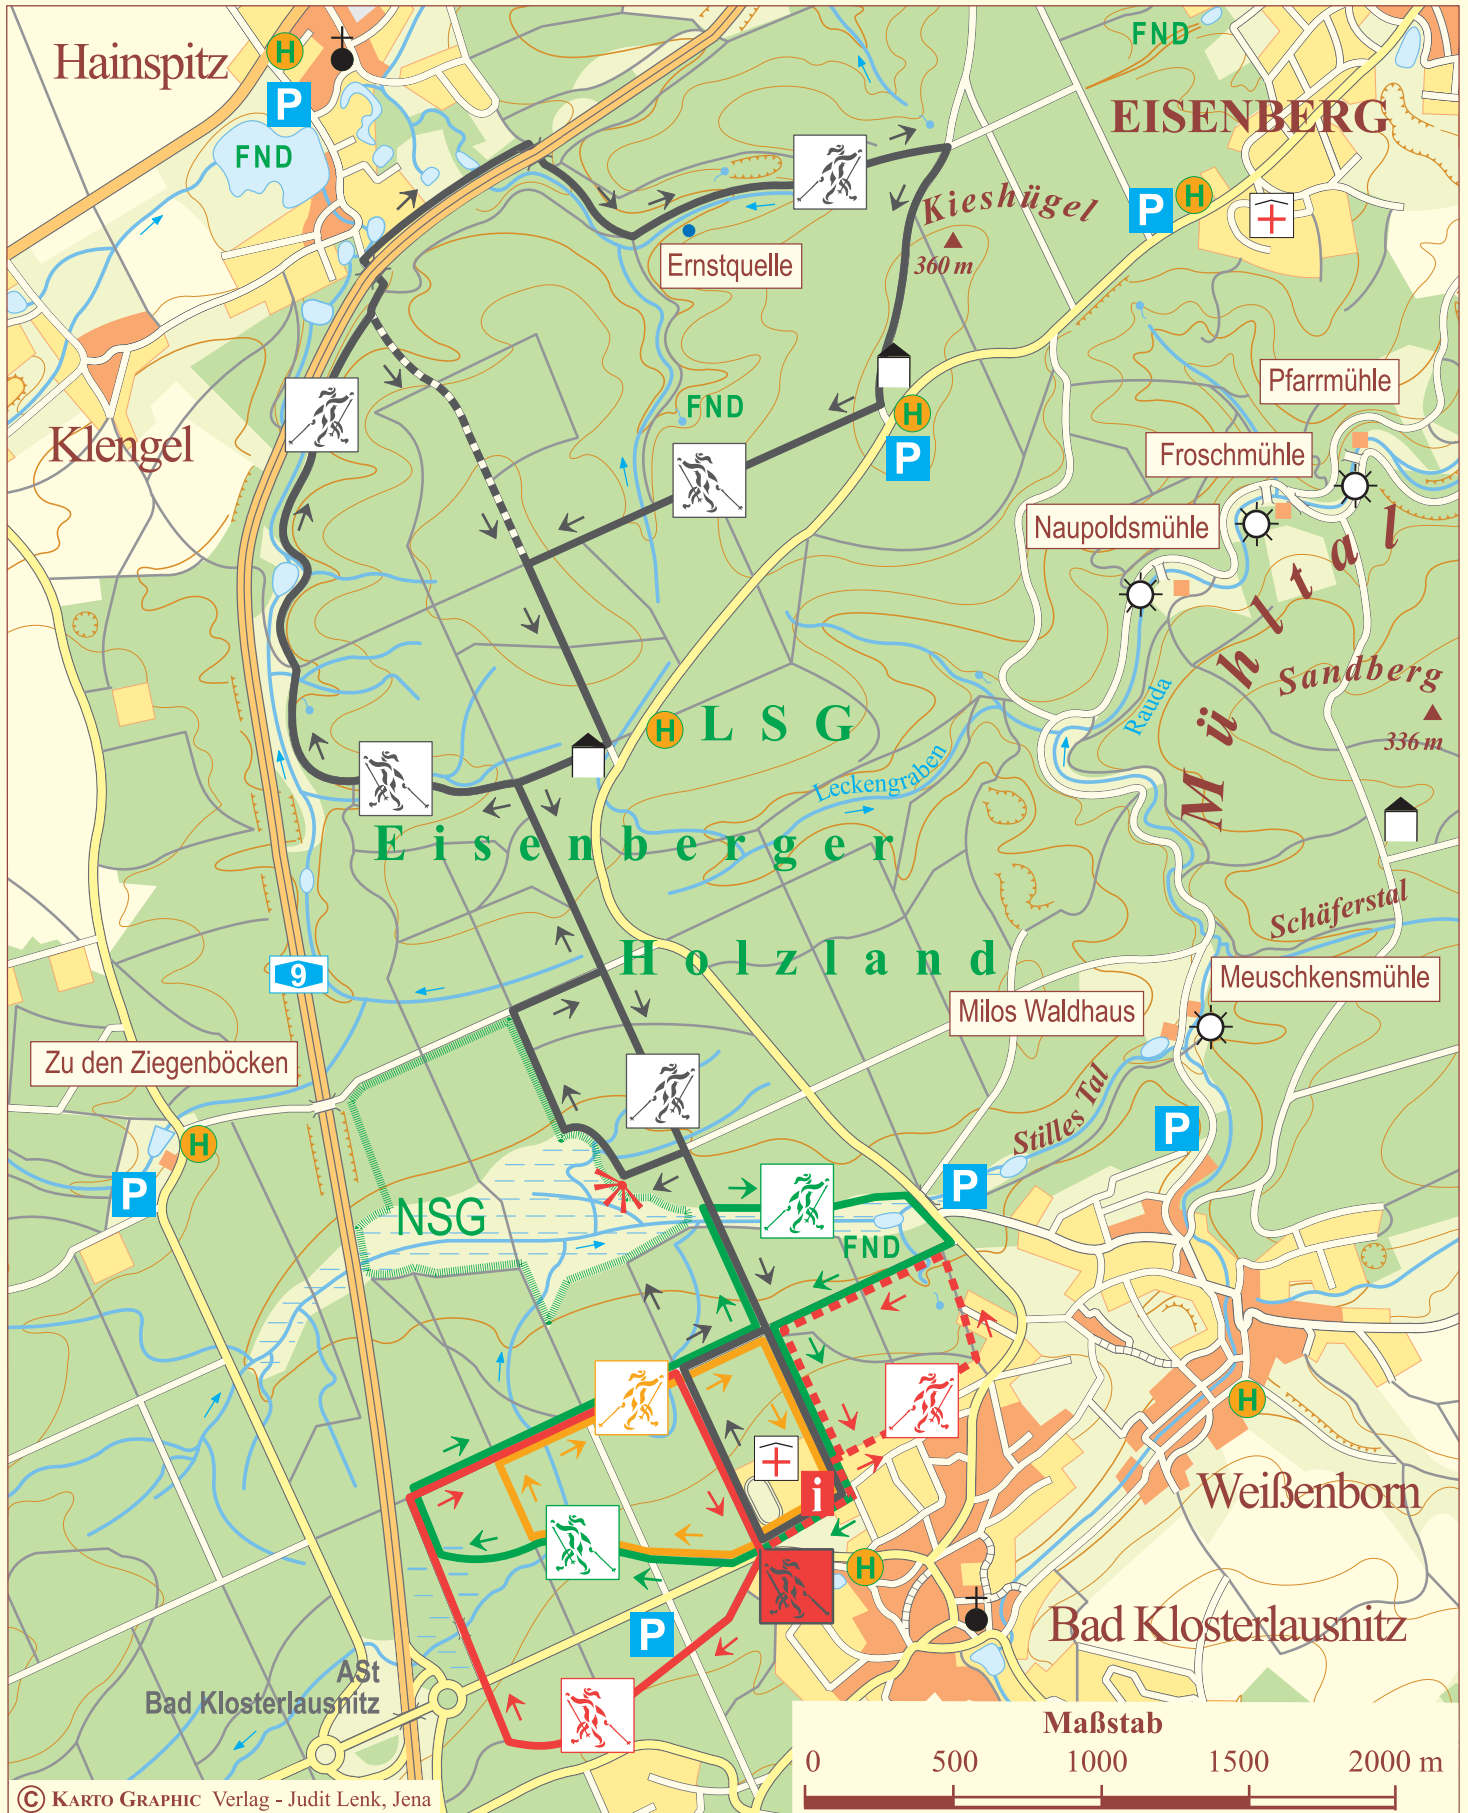 Hainspitz
H
P
FND
FND
EISENBERG
P
H
Kieshügel
360 m
Ernstquelle
Klengel
FND
H
P
Pfarrmühle
Froschmühle
Naupoldsmühle
Mühltal
Sandberg
336 m
Rauda
H
LSG
Leckengraben
Eisenberger
Holzland
Schäferstal
9
Meuschkensmühle
Milos Waldhaus
Zu den Ziegenböcken
H
P
Stilles Tal
P
P
NSG
FND
H
i
Weißenborn
H
P
Bad Klosterlausnitz
ASt
Bad Klosterlausnitz
Maßstab
0 500 1000 1500 2000 m
© KARTO GRAPHIC Verlag - Judit Lenk, Jena